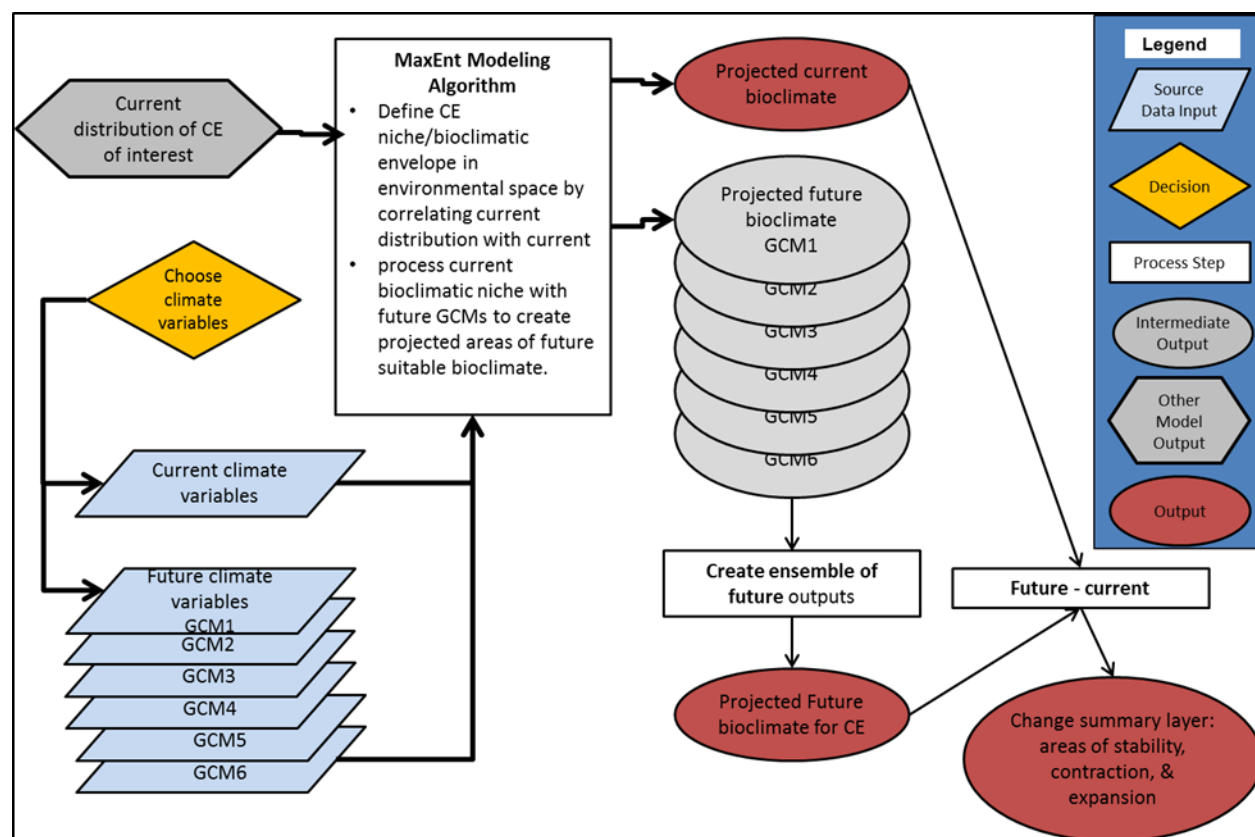 Current
distribution of CE
of interest
Choose
climate
variables
Current climate
variables
Future climate
variables
GCM1
GCM2
GCM3
GCM4
GCM5
GCM6
MaxEnt Modeling
Algorithm
• Define CE
niche/bioclimatic
envelope in
environmental space by
correlating current
distribution with current
• process current
bioclimatic niche with
future GCMs to create
projected areas of future
suitable bioclimate.
Projected current
bioclimate
Projected future
bioclimate
GCM1
GCM2
GCM3
GCM4
GCM5
GCM6
Create ensemble of
future outputs
Projected Future
bioclimate for CE
Future - current
Change summary layer:
areas of stability,
contraction, &
expansion
Legend
Source
Data Input
Decision
Process Step
Intermediate
Output
Other
Model
Output
Output